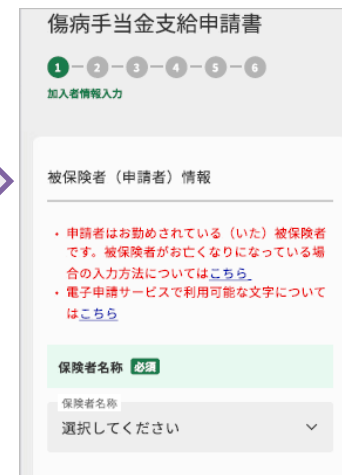 傷病手当金支給申請書
1 2 3 4 5 6
加入者情報入力
被保険者（申請者）情報
・申請者はお勤めされている（いた）被保険者
です。被保険者がお亡くなりになっている場
合の入力方法についてはこちら
・電子申請サービスで利用可能な文字について
はこちら
保険者名称 必須
保険者名称
選択してください